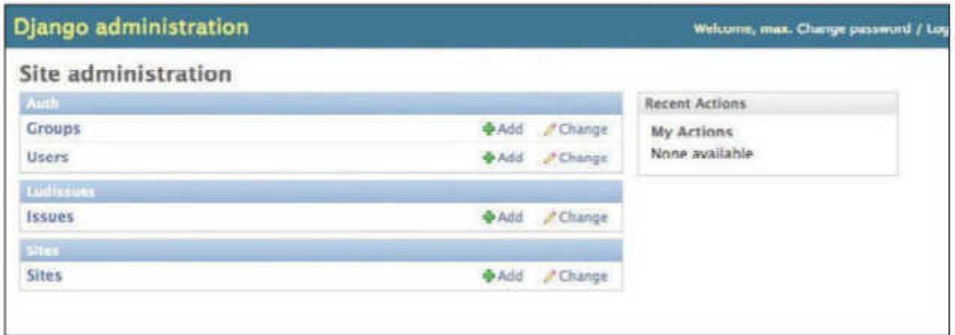 Django administration
Welcome, max. Change password / Log
Site administration
Auth
Groups Add Change
Users Add Change
Ludissues
Issues Add Change
Sites
Sites Add Change
Recent Actions
My Actions
None available